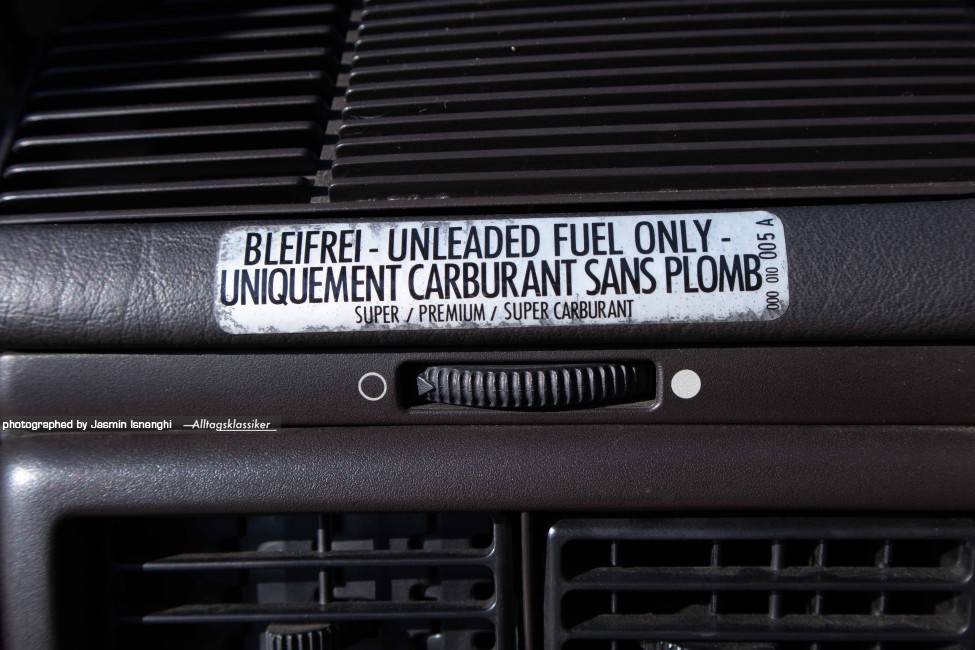 BLEIFREI - UNLEADED FUEL ONLY -
UNIQUEMENT CARBURANT SANS PLOMB
SUPER / PREMIUM / SUPER CARBURANT
000 010 005 A
photographed by Jasmin Isnenghi —Alltagsklassiker